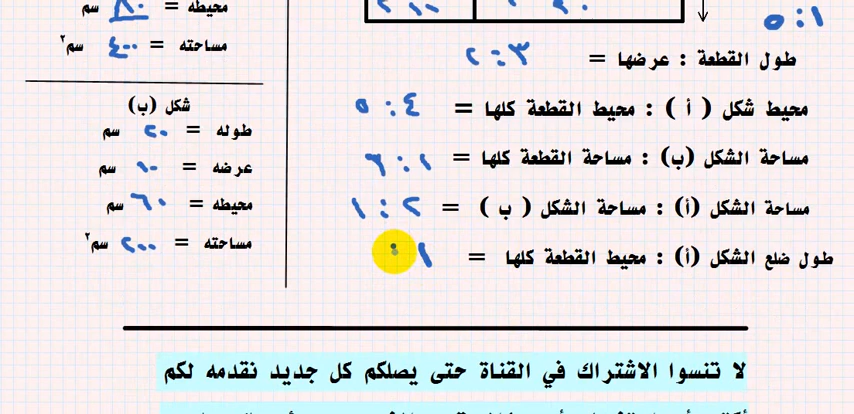 ٥ : ١
طول القطعة : عرضها = ٣ : ٢
محيط شكل ( أ ) : محيط القطعة كلها = ٤ : ٥
مساحة الشكل (ب) : مساحة القطعة كلها = ١ : ٦
مساحة الشكل (أ) : مساحة الشكل ( ب ) = ٢ : ١
طول ضلع الشكل (أ) : محيط القطعة كلها = ١ :
محيطه = ٨٠ سم
مساحته = ٤٠٠ سم٢
شكل (ب)
طوله = ٢٠ سم
عرضه = ١٠ سم
محيطه = ٦٠ سم
مساحته = ٢٠٠ سم٢
لا تنسوا الاشتراك في القناة حتى يصلكم كل جديد نقدمه لكم